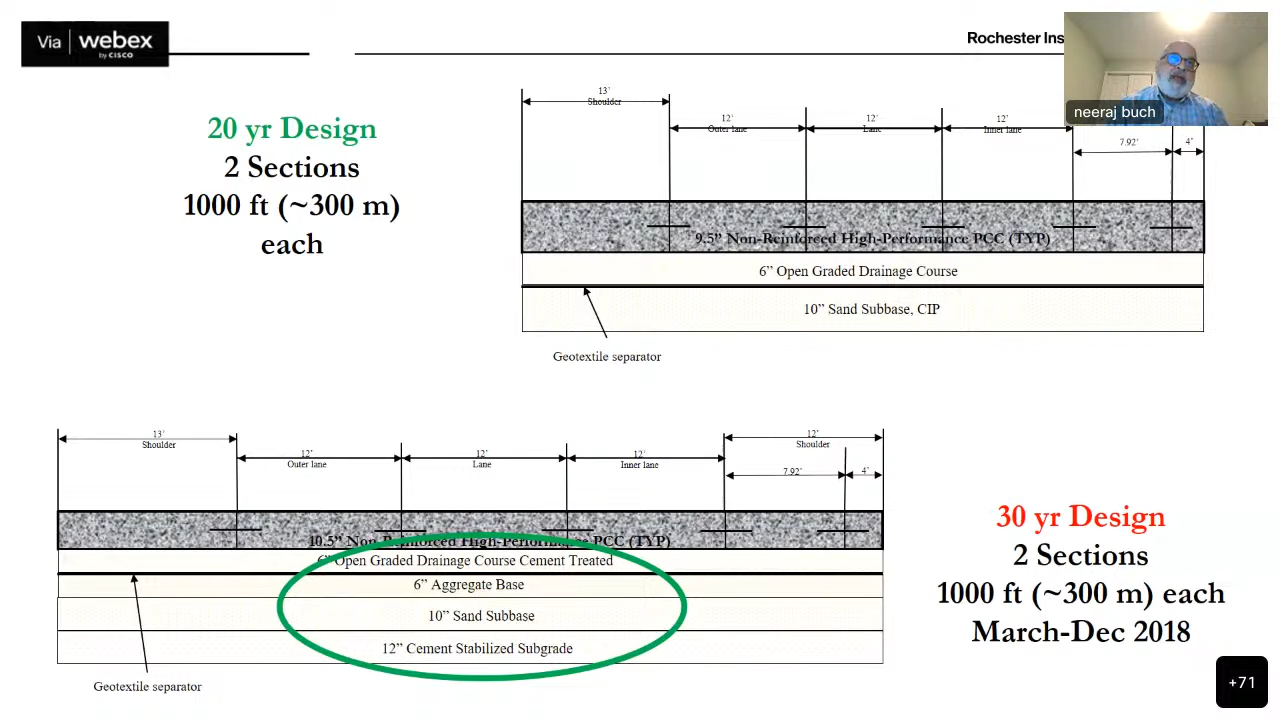 Via | webex
by CISCO
Rochester Ins
neeraj buch
20 yr Design
2 Sections
1000 ft (~300 m)
each
13'
Shoulder
12'
Outer lane
12'
Lane
12'
Inner lane
7.92'
4"
9.5” Non-Reinforced High-Performance PCC (TYP)
6” Open Graded Drainage Course
10” Sand Subbase, CIP
Geotextile separator
13'
Shoulder
12'
Outer lane
12'
Lane
12'
Inner lane
12'
Shoulder
7.92'
4'
10.5” Non-Reinforced High-Performance PCC (TYP)
6” Open Graded Drainage Course Cement Treated
6” Aggregate Base
10” Sand Subbase
12” Cement Stabilized Subgrade
Geotextile separator
30 yr Design
2 Sections
1000 ft (~300 m) each
March-Dec 2018
+71